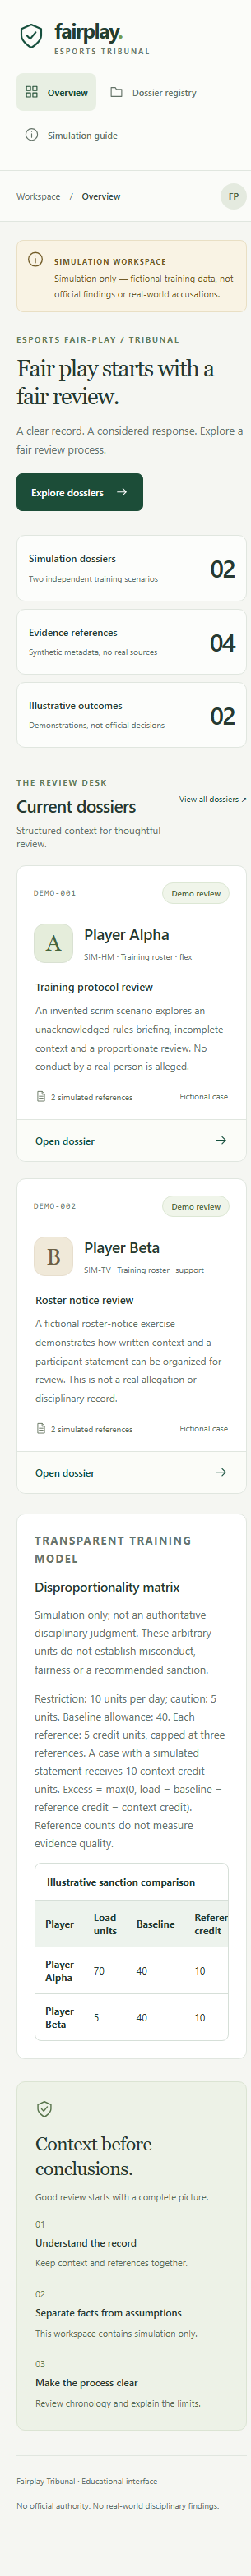 fairplay.
ESPORTS TRIBUNAL
Overview
Dossier registry
Simulation guide
Workspace / Overview
FP
SIMULATION WORKSPACE
Simulation only — fictional training data, not
official findings or real-world accusations.
ESPORTS FAIR-PLAY / TRIBUNAL
Fair play starts with a
fair review.
A clear record. A considered response. Explore a
fair review process.
Explore dossiers →
Simulation dossiers
Two independent training scenarios
02
Evidence references
Synthetic metadata, no real sources
04
Illustrative outcomes
Demonstrations, not official decisions
02
THE REVIEW DESK
Current dossiers
View all dossiers ↗
Structured context for thoughtful
review.
DEMO-001
Demo review
A
Player Alpha
SIM-HM · Training roster · flex
Training protocol review
An invented scrim scenario explores an
unacknowledged rules briefing, incomplete
context and a proportionate review. No
conduct by a real person is alleged.
2 simulated references
Fictional case
Open dossier →
DEMO-002
Demo review
B
Player Beta
SIM-TV · Training roster · support
Roster notice review
A fictional roster-notice exercise
demonstrates how written context and a
participant statement can be organized for
review. This is not a real allegation or
disciplinary record.
2 simulated references
Fictional case
Open dossier →
TRANSPARENT TRAINING
MODEL
Disproportionality matrix
Simulation only; not an authoritative
disciplinary judgment. These arbitrary
units do not establish misconduct,
fairness or a recommended sanction.
Restriction: 10 units per day; caution: 5
units. Baseline allowance: 40. Each
reference: 5 credit units, capped at three
references. A case with a simulated
statement receives 10 context credit
units. Excess = max(0, load − baseline −
reference credit − context credit).
Reference counts do not measure
evidence quality.
Illustrative sanction comparison
Player
Load units
Baseline
Refer credit
Player Alpha
70
40
10
Player Beta
5
40
10
Context before
conclusions.
Good review starts with a complete picture.
01
Understand the record
Keep context and references together.
02
Separate facts from assumptions
This workspace contains simulation only.
03
Make the process clear
Review chronology and explain the limits.
Fairplay Tribunal · Educational interface
No official authority. No real-world disciplinary findings.